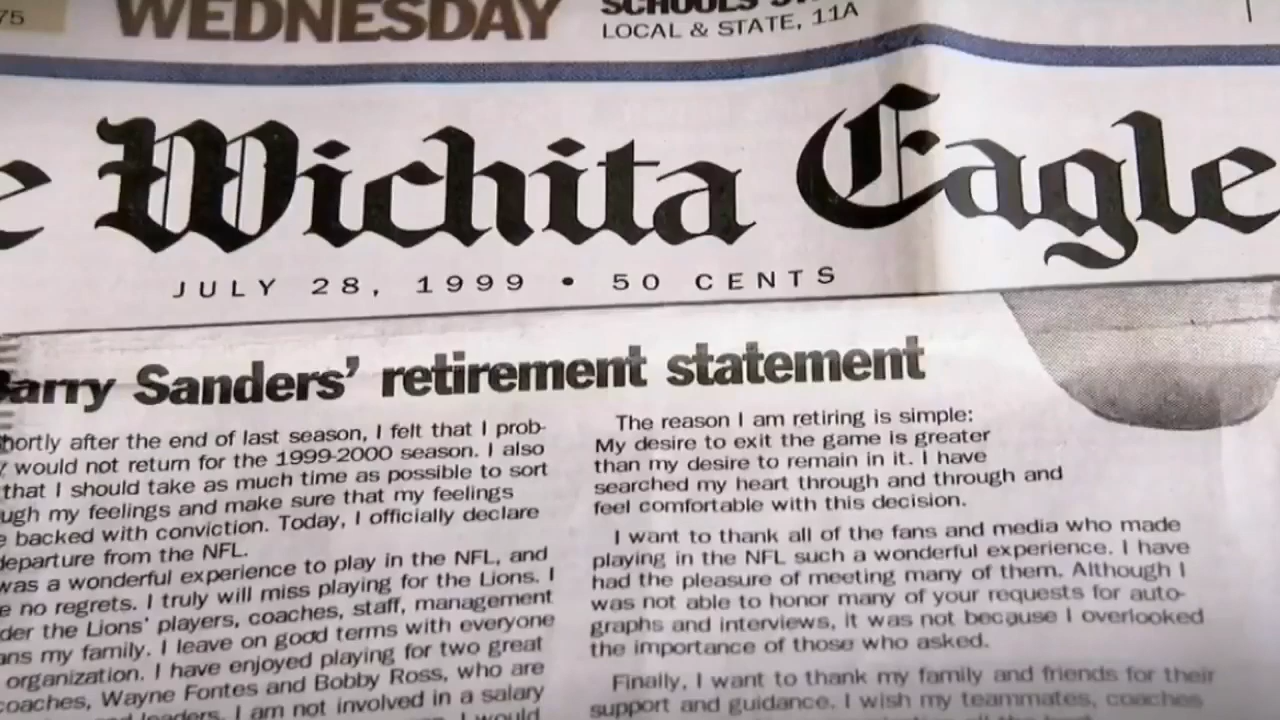 75
WEDNESDAY
SCHOOLS
LOCAL & STATE, 11A
e Wichita Eagle
JULY 28, 1999 • 50 CENTS
Barry Sanders' retirement statement
hortly after the end of last season, I felt that I prob-
y would not return for the 1999-2000 season. I also
that I should take as much time as possible to sort
ugh my feelings and make sure that my feelings
e backed with conviction. Today, I officially declare
departure from the NFL.
was a wonderful experience to play in the NFL, and
e no regrets. I truly will miss playing for the Lions. I
der the Lions' players, coaches, staff, management
ans my family. I leave on good terms with everyone
organization. I have enjoyed playing for two great
coaches, Wayne Fontes and Bobby Ross, who are
leaders. I am not involved in a salary
I would
The reason I am retiring is simple:
My desire to exit the game is greater
than my desire to remain in it. I have
searched my heart through and through and
feel comfortable with this decision.
I want to thank all of the fans and media who made
playing in the NFL such a wonderful experience. I have
had the pleasure of meeting many of them. Although I
was not able to honor many of your requests for auto-
graphs and interviews, it was not because I overlooked
the importance of those who asked.
Finally, I want to thank my family and friends for their
support and guidance. I wish my teammates, coaches